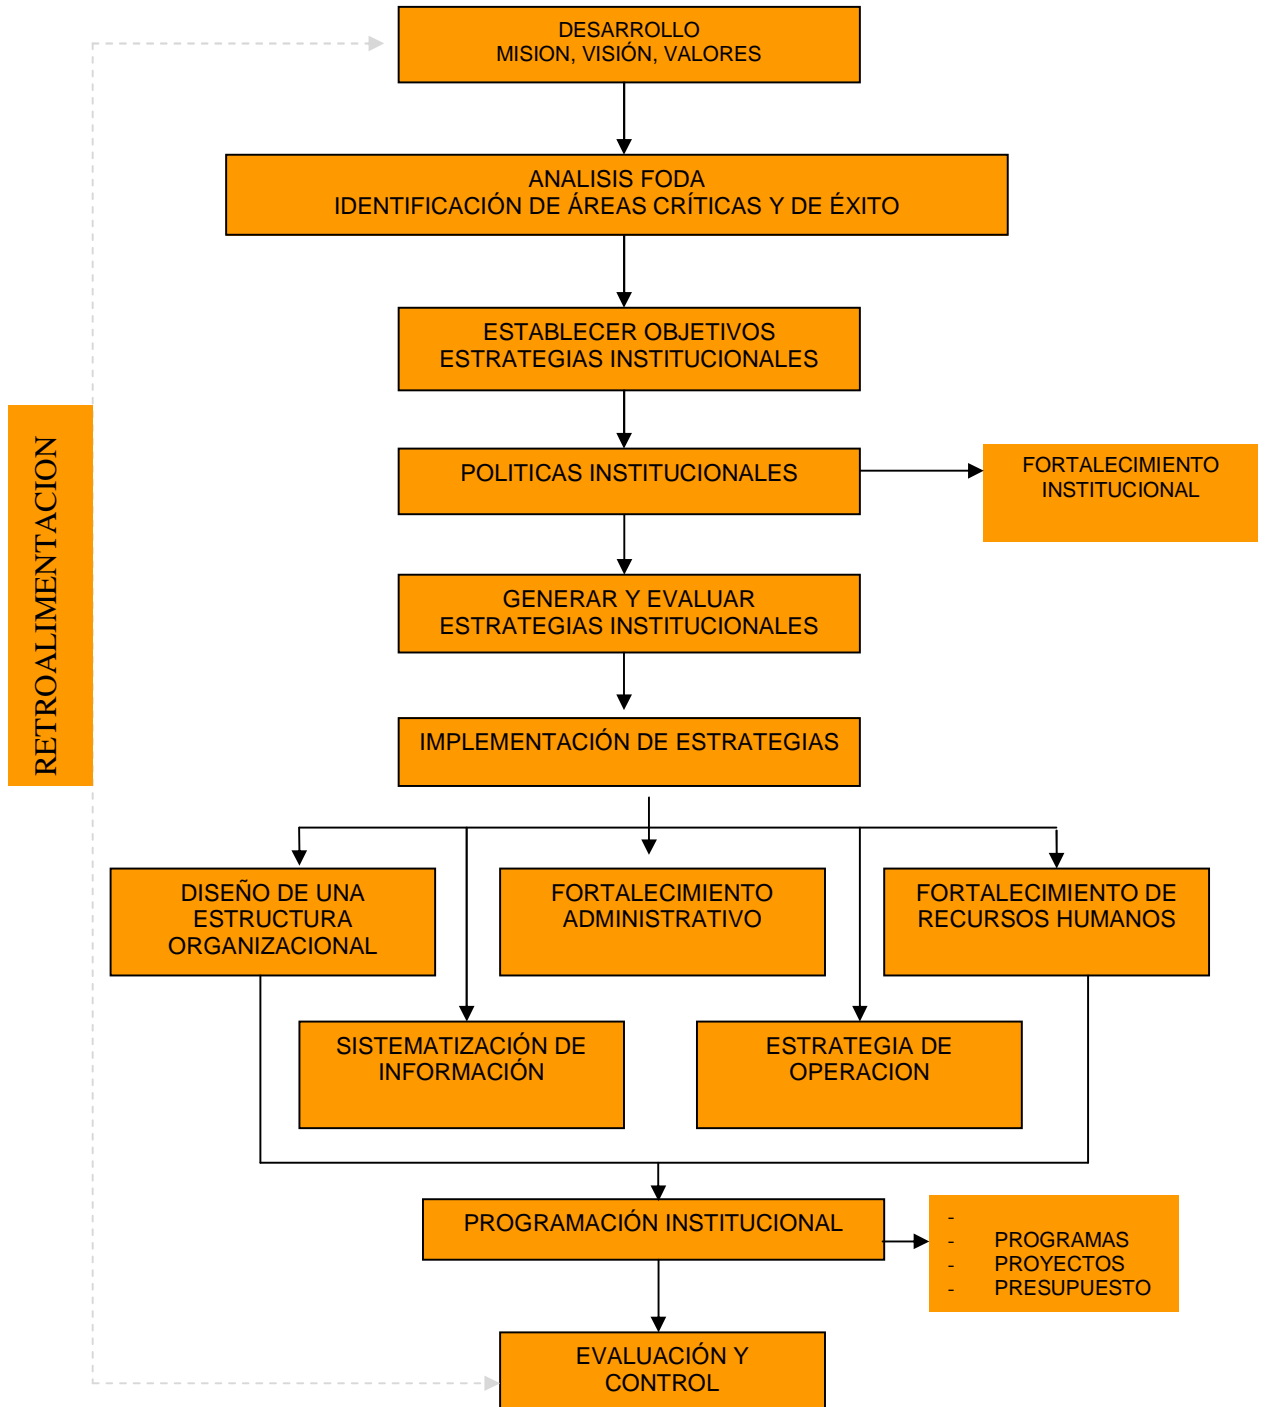 DESARROLLO
MISION, VISIÓN, VALORES
ANALISIS FODA
IDENTIFICACIÓN DE ÁREAS CRÍTICAS Y DE ÉXITO
ESTABLECER OBJETIVOS
ESTRATEGIAS INSTITUCIONALES
RETROALIMENTACION
POLITICAS INSTITUCIONALES
FORTALECIMIENTO
INSTITUCIONAL
GENERAR Y EVALUAR
ESTRATEGIAS INSTITUCIONALES
IMPLEMENTACIÓN DE ESTRATEGIAS
DISEÑO DE UNA
ESTRUCTURA
ORGANIZACIONAL
FORTALECIMIENTO
ADMINISTRATIVO
FORTALECIMIENTO DE
RECURSOS HUMANOS
SISTEMATIZACIÓN DE
INFORMACIÓN
ESTRATEGIA DE
OPERACION
PROGRAMACIÓN INSTITUCIONAL
-
- PROGRAMAS
- PROYECTOS
- PRESUPUESTO
EVALUACIÓN Y
CONTROL